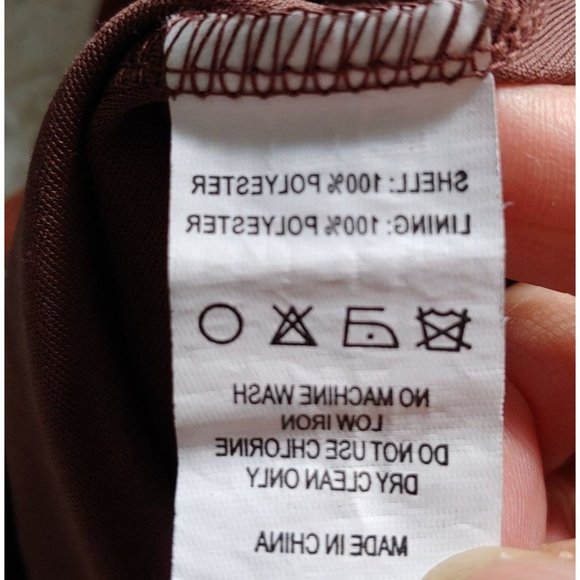 SHELL: 100% POLYESTER
LINING: 100% POLYESTER
NO MACHINE WASH
LOW IRON
DO NOT USE CHLORINE
DRY CLEAN ONLY
MADE IN CHINA